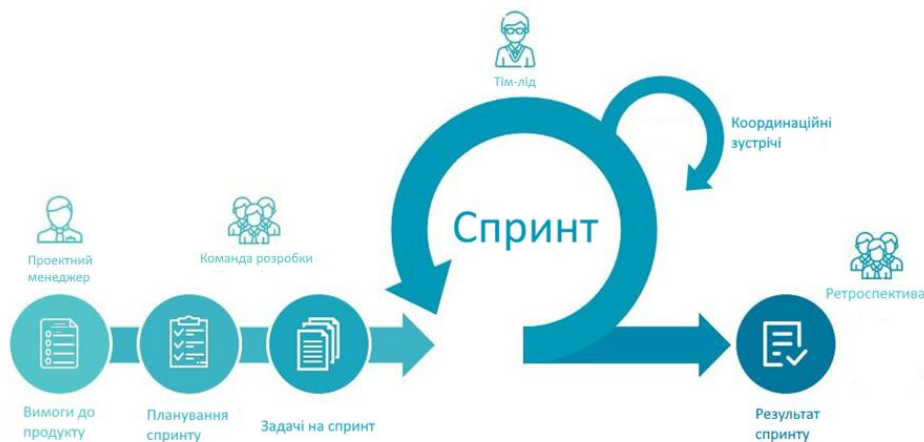 Тім-лід
Координаційні
зустрічі
Спринт
Проектний
менеджер
Команда розробки
Ретроспектива
Вимоги до
продукту
Планування
спринту
Задачі на спринт
Результат
спринту